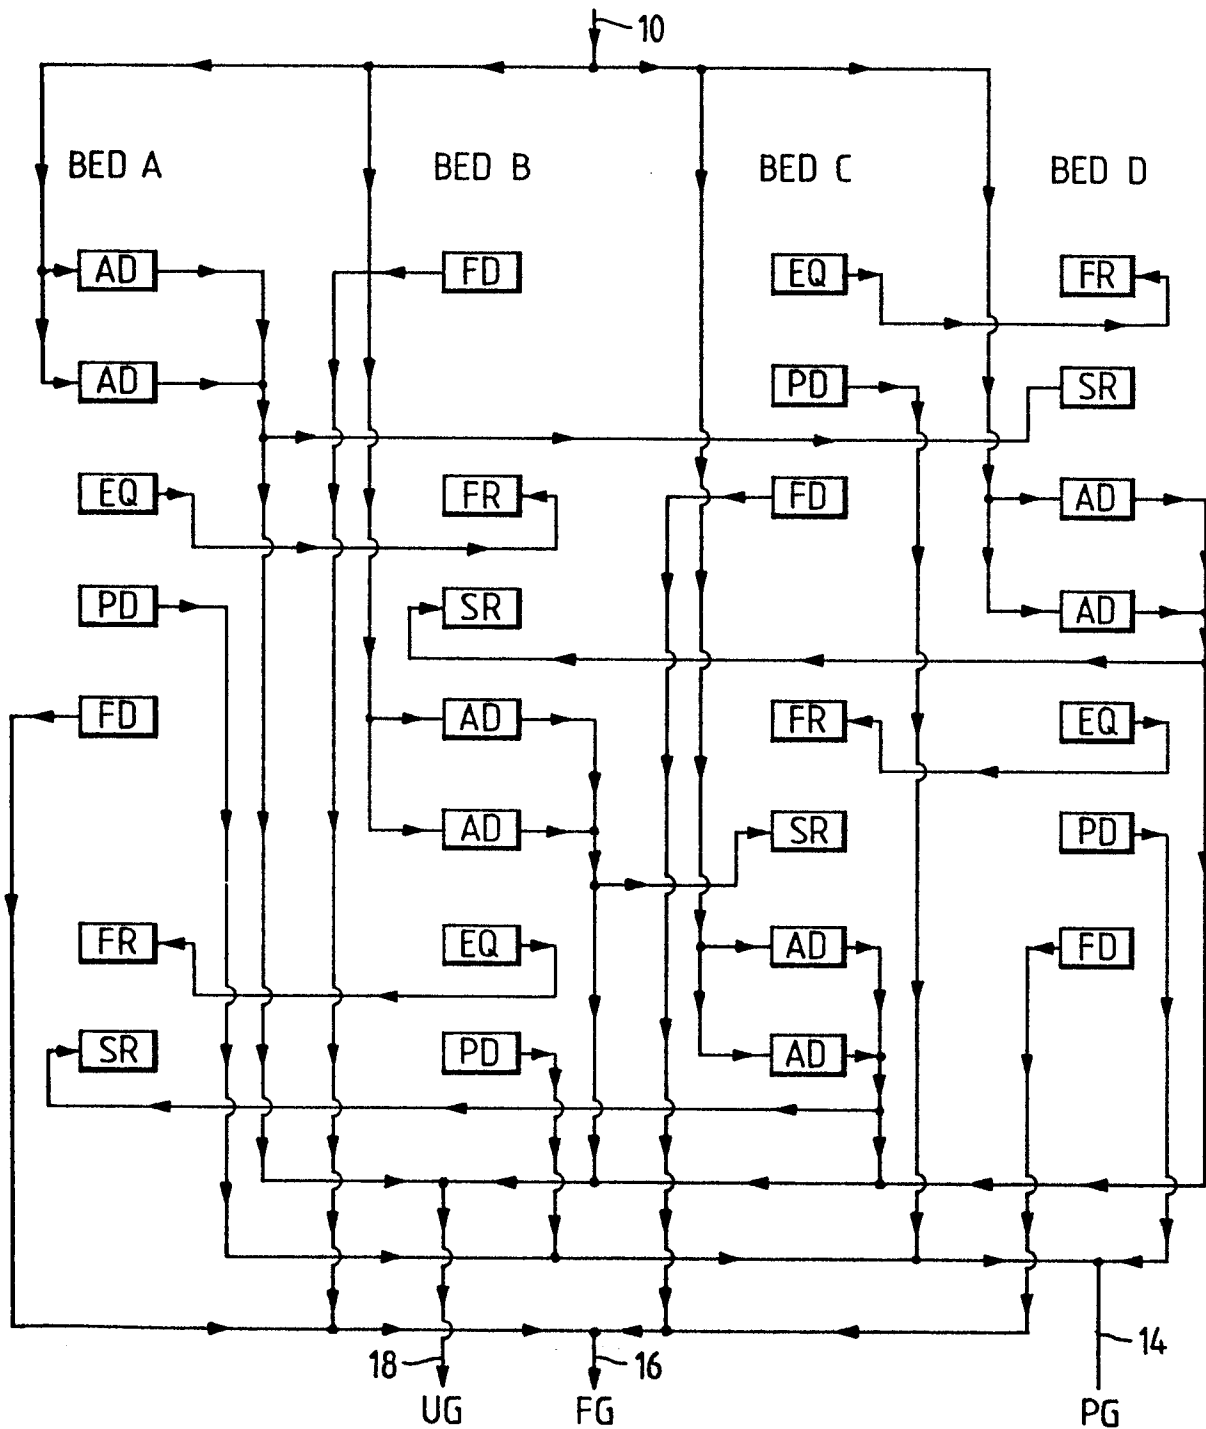 10
BED A BED B BED C BED D
AD FD EQ FR
AD PD SR
EQ FR FD AD
PD SR AD
FD AD FR EQ
AD SR PD
FR EQ AD FD
SR PD AD
18 16 14
UG FG PG